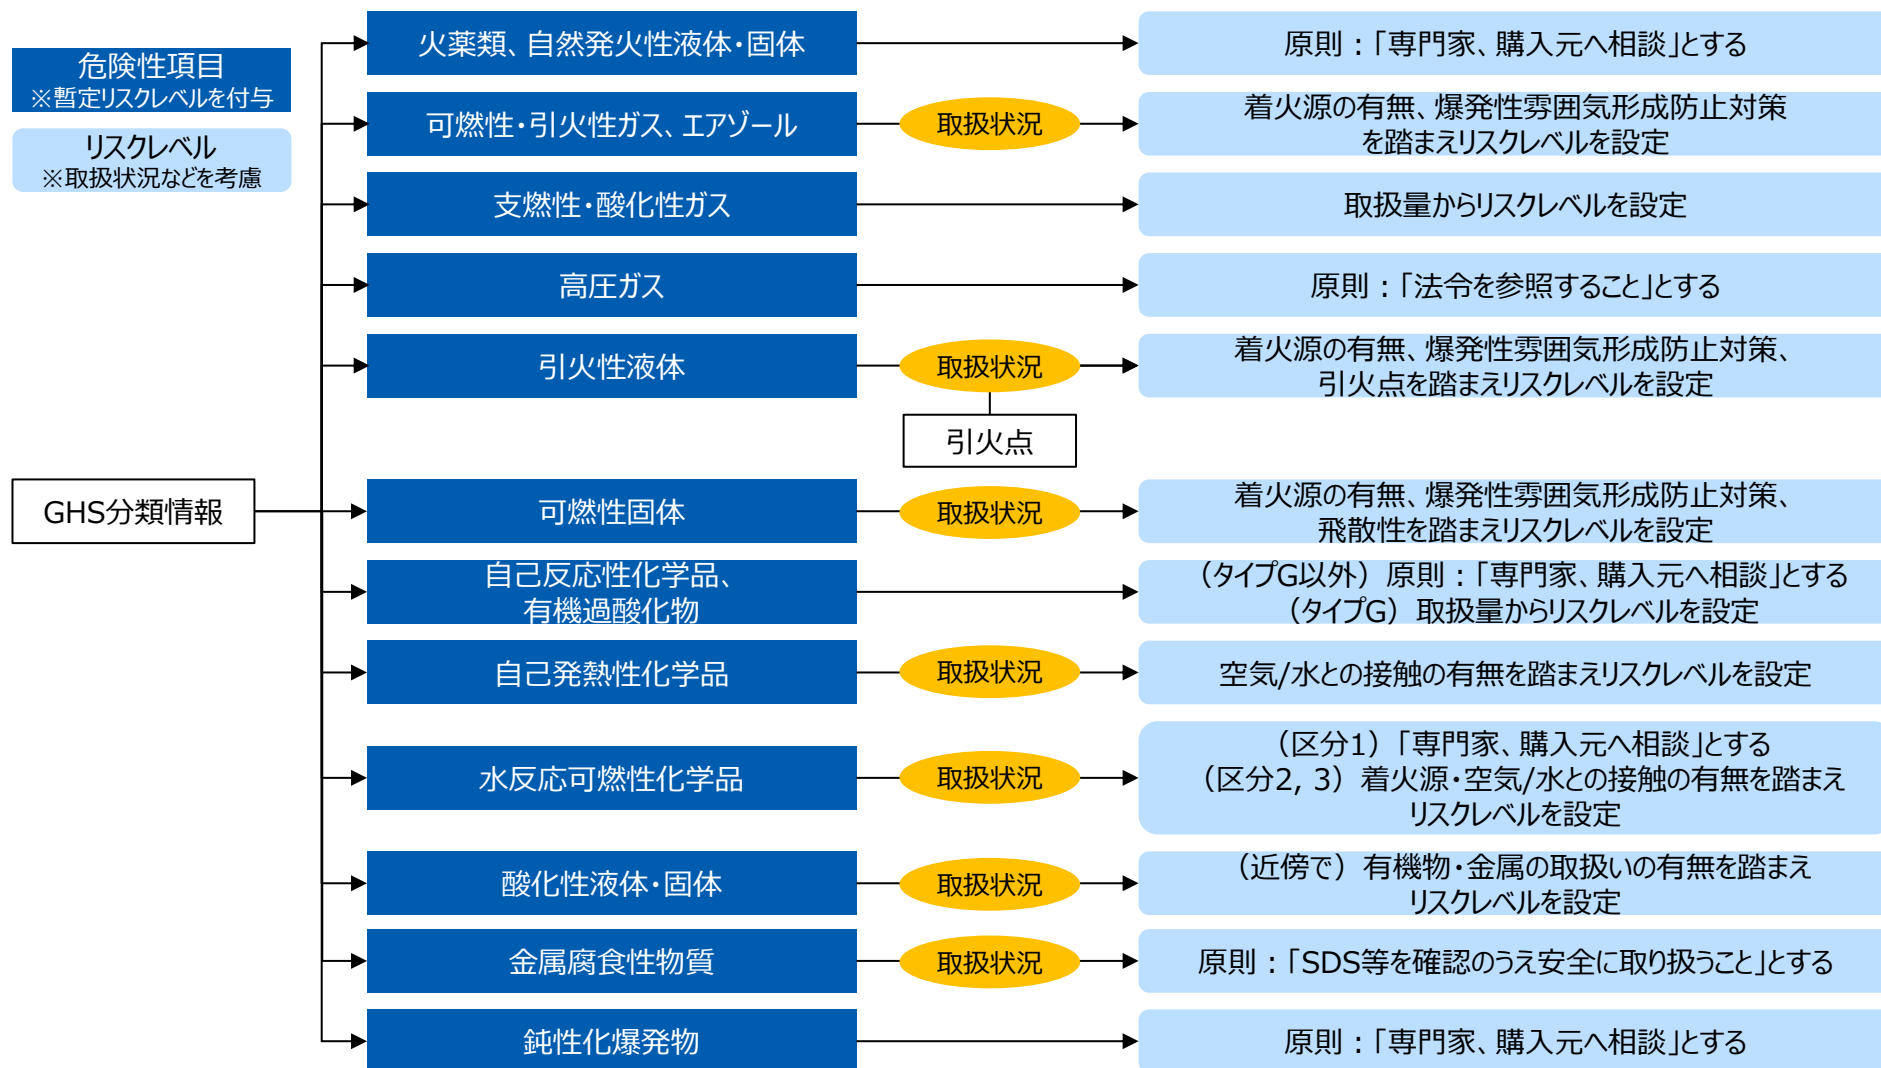 危険性項目
※暫定リスクレベルを付与
リスクレベル
※取扱状況などを考慮
GHS分類情報
火薬類、自然発火性液体・固体
原則：「専門家、購入元へ相談」とする
可燃性・引火性ガス、エアゾール
取扱状況
着火源の有無、爆発性雰囲気形成防止対策
を踏まえリスクレベルを設定
支燃性・酸化性ガス
取扱量からリスクレベルを設定
高圧ガス
原則：「法令を参照すること」とする
引火性液体
取扱状況
引火点
着火源の有無、爆発性雰囲気形成防止対策、
引火点を踏まえリスクレベルを設定
可燃性固体
取扱状況
着火源の有無、爆発性雰囲気形成防止対策、
飛散性を踏まえリスクレベルを設定
自己反応性化学品、
有機過酸化物
（タイプG以外）原則：「専門家、購入元へ相談」とする
（タイプG）取扱量からリスクレベルを設定
自己発熱性化学品
取扱状況
空気/水との接触の有無を踏まえリスクレベルを設定
水反応可燃性化学品
取扱状況
（区分1）「専門家、購入元へ相談」とする
（区分2, 3）着火源・空気/水との接触の有無を踏まえ
リスクレベルを設定
酸化性液体・固体
取扱状況
（近傍で）有機物・金属の取扱いの有無を踏まえ
リスクレベルを設定
金属腐食性物質
取扱状況
原則：「SDS等を確認のうえ安全に取り扱うこと」とする
鈍性化爆発物
原則：「専門家、購入元へ相談」とする